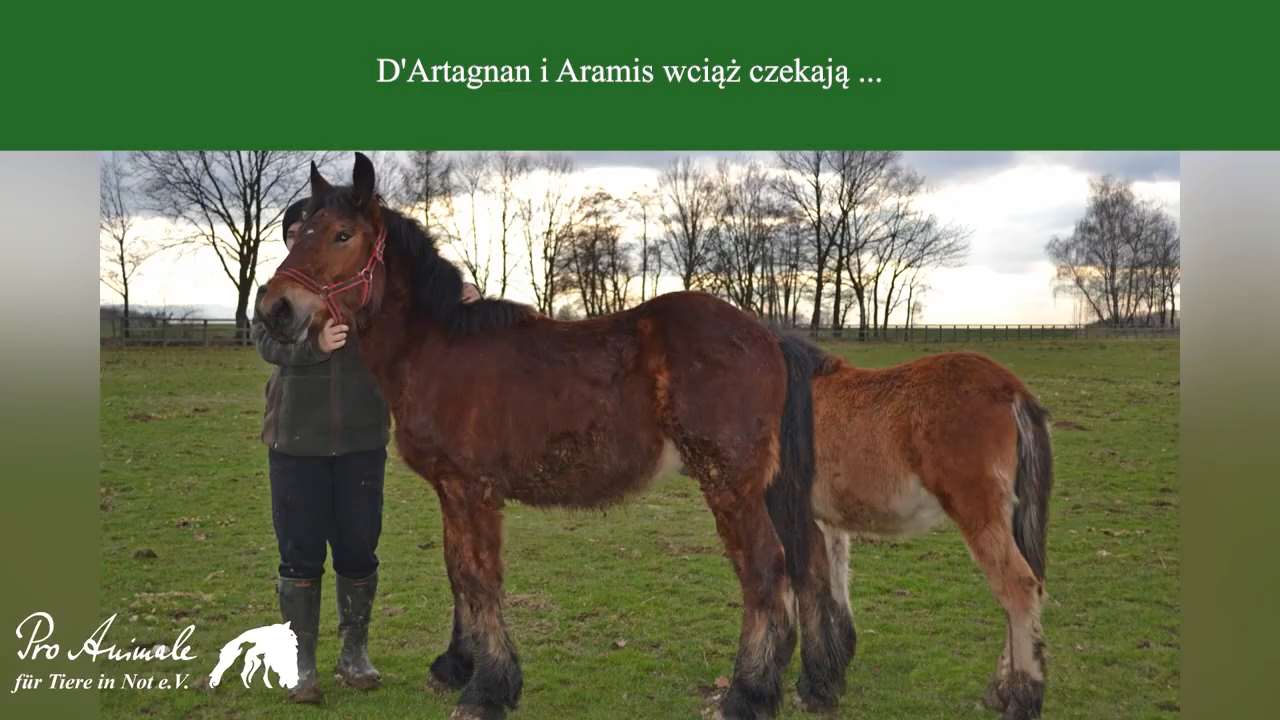 D'Artagnan i Aramis wciąż czekają ...
Pro Animale
für Tiere in Not e.V.